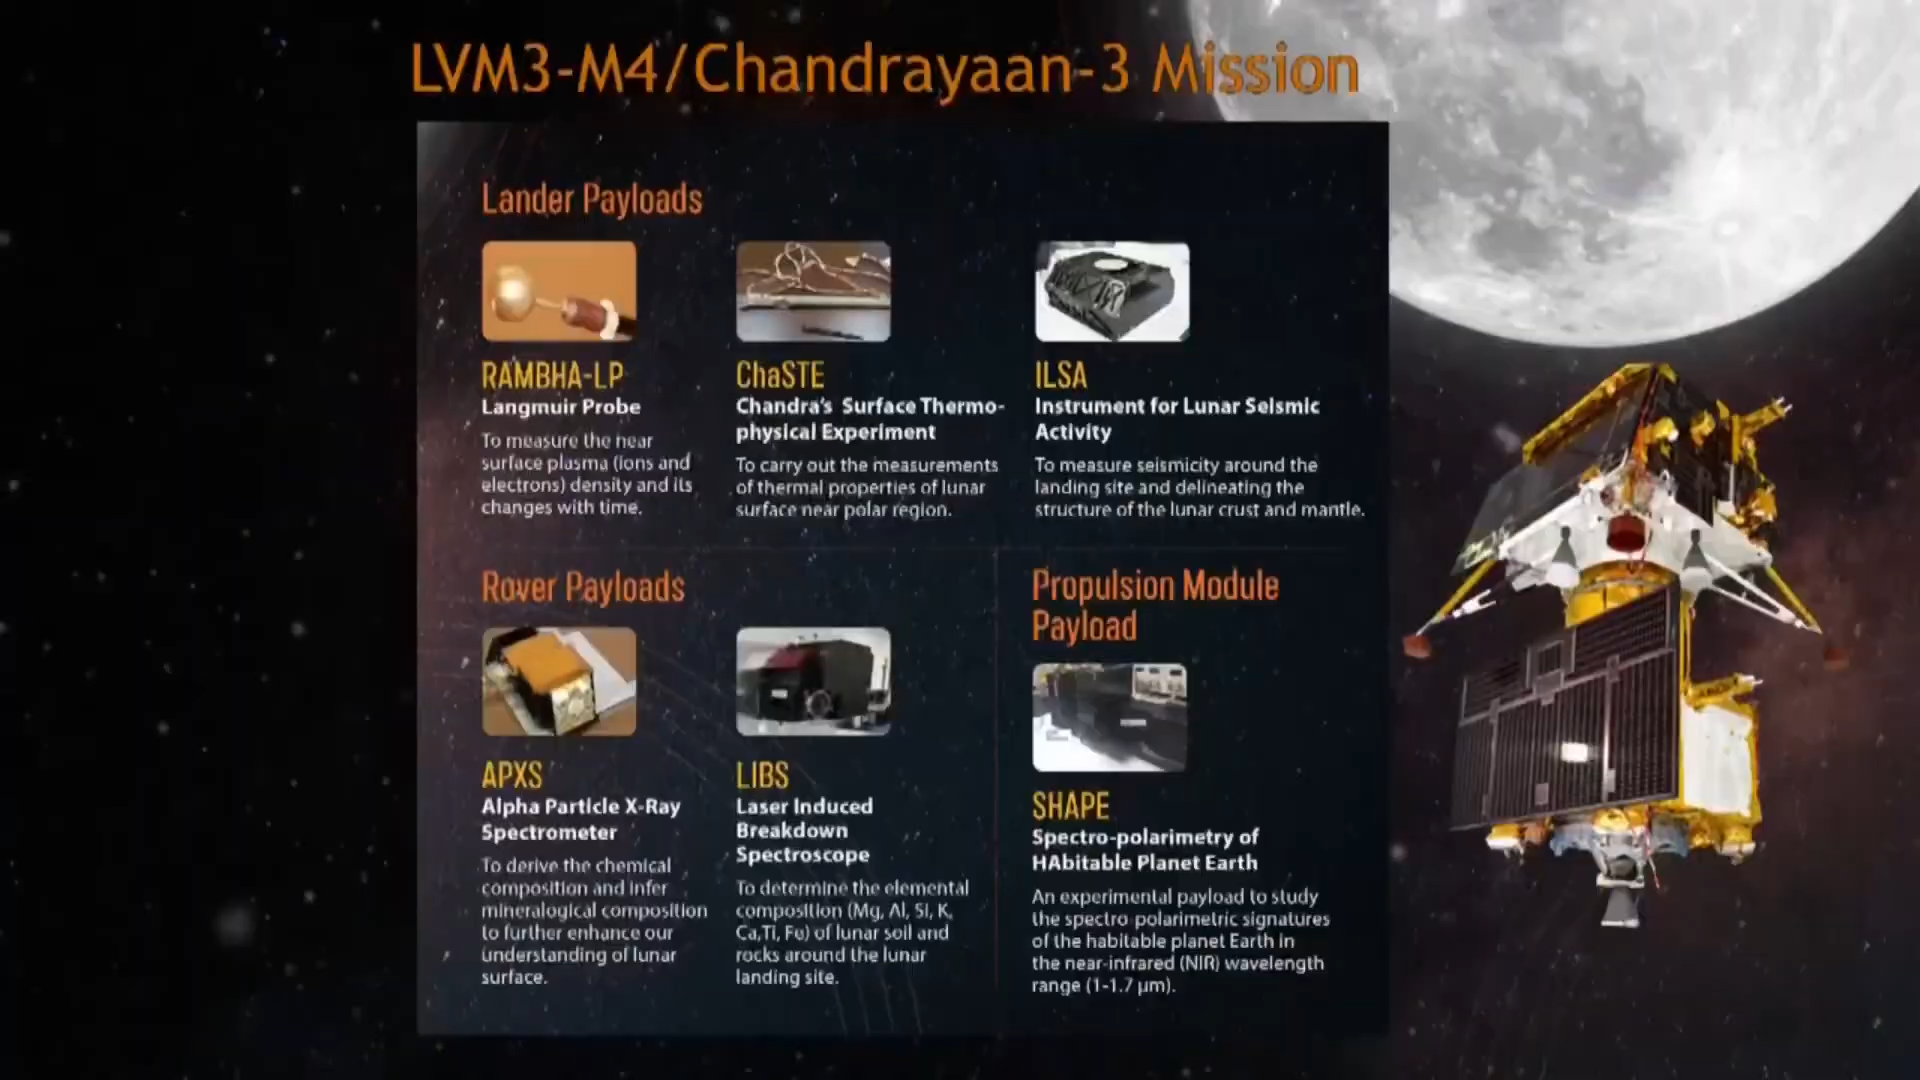 LVM3-M4/Chandrayaan-3 Mission
Lander Payloads
RAMBHA-LP
Langmuir Probe
To measure the near
surface plasma (ions and
electrons) density and its
changes with time.
ChaSTE
Chandra's Surface Thermo-
physical Experiment
To carry out the measurements
of thermal properties of lunar
surface near polar region.
ILSA
Instrument for Lunar Seismic
Activity
To measure seismicity around the
landing site and delineating the
structure of the lunar crust and mantle.
Rover Payloads
APXS
Alpha Particle X-Ray
Spectrometer
To derive the chemical
composition and infer
mineralogical composition
to further enhance our
understanding of lunar
surface.
LIBS
Laser Induced
Breakdown
Spectroscope
To determine the elemental
composition (Mg, Al, Si, K,
Ca,Ti, Fe) of lunar soil and
rocks around the lunar
landing site.
Propulsion Module
Payload
SHAPE
Spectro-polarimetry of
HAbitable Planet Earth
An experimental payload to study
the spectro-polarimetric signatures
of the habitable planet Earth in
the near-infrared (NIR) wavelength
range (1-1.7 μm).